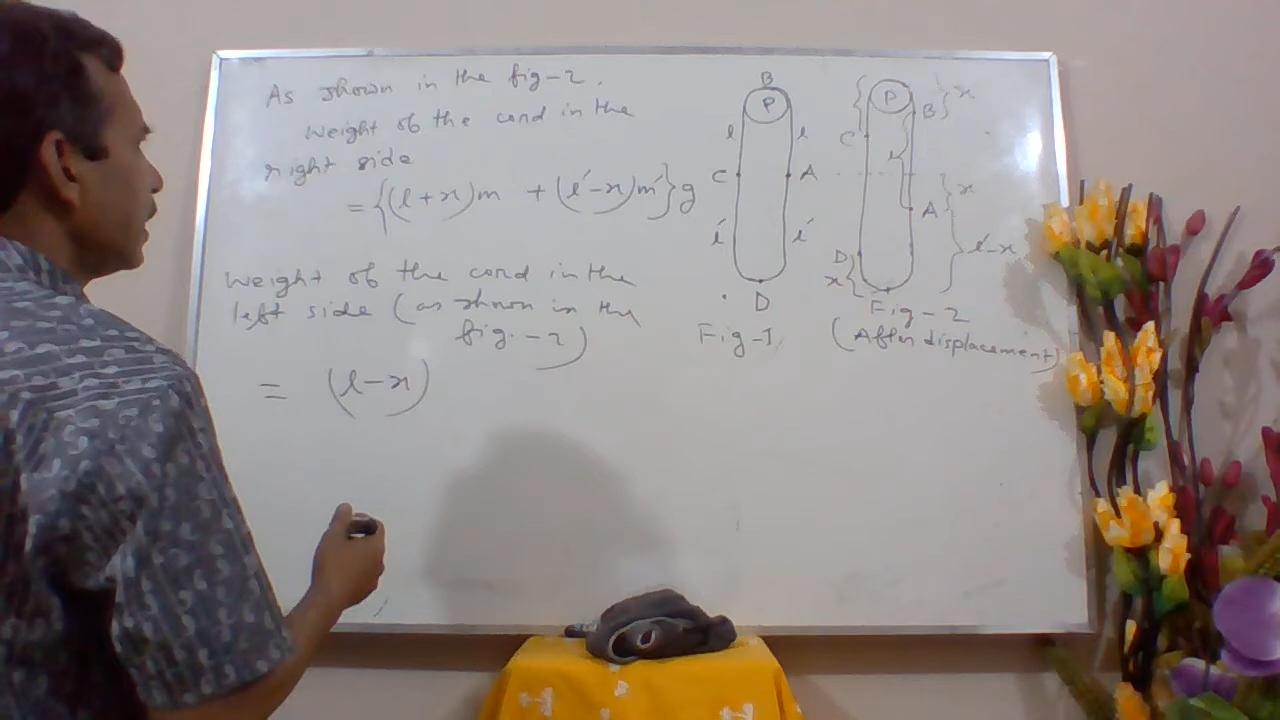 As shown in the fig-2.
Weight of the cord in the
right side
= {(l+x)m + (l'-x)m'}g
Weight of the cord in the
left side (as shown in the
fig.-2)
= (l-x)
B
P
l l
C A
l' l'
D
Fig-1
P
B x
C
l
x
A
l'-x
D
x
Fig-2
(After displacement)